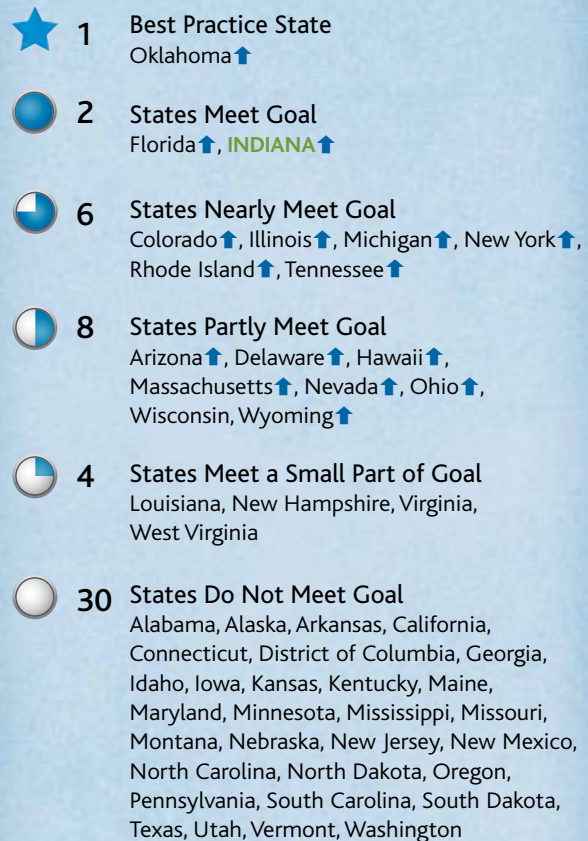 1 Best Practice State
Oklahoma⬆
2 States Meet Goal
Florida⬆, INDIANA⬆
6 States Nearly Meet Goal
Colorado⬆, Illinois⬆, Michigan⬆, New York⬆,
Rhode Island⬆, Tennessee⬆
8 States Partly Meet Goal
Arizona⬆, Delaware⬆, Hawaii⬆,
Massachusetts⬆, Nevada⬆, Ohio⬆,
Wisconsin, Wyoming⬆
4 States Meet a Small Part of Goal
Louisiana, New Hampshire, Virginia,
West Virginia
30 States Do Not Meet Goal
Alabama, Alaska, Arkansas, California,
Connecticut, District of Columbia, Georgia,
Idaho, Iowa, Kansas, Kentucky, Maine,
Maryland, Minnesota, Mississippi, Missouri,
Montana, Nebraska, New Jersey, New Mexico,
North Carolina, North Dakota, Oregon,
Pennsylvania, South Carolina, South Dakota,
Texas, Utah, Vermont, Washington